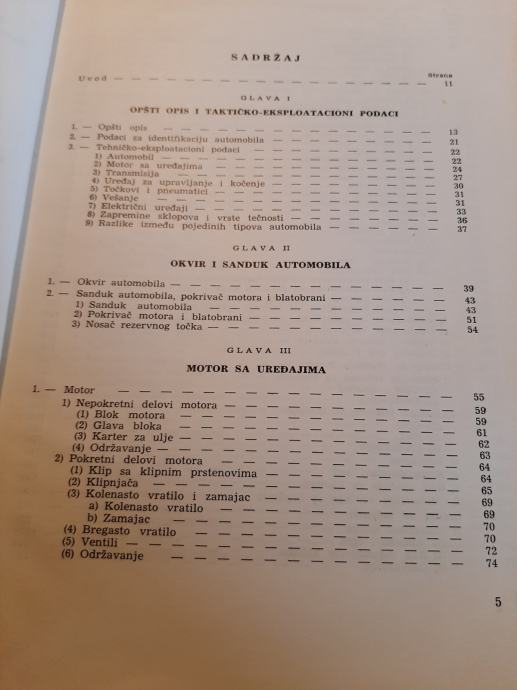 SADRŽAJ
Strana
Uvod — — — — — — — — — — — — — — — — 11
GLAVA I
OPŠTI OPIS I TAKTIČKO-EKSPLOATACIONI PODACI
1. — Opšti opis — — — — — — — — — — — — — 13
2. — Podaci za identifikaciju automobila — — — — — — — — 21
3. — Tehničko-eksploatacioni podaci — — — — — — — — — 22
1) Automobil — — — — — — — — — — — — — 22
2) Motor sa uređajima — — — — — — — — — — — 24
3) Transmisija — — — — — — — — — — — — — 27
4) Uređaj za upravljanje i kočenje — — — — — — — — 30
5) Točkovi i pneumatici — — — — — — — — — — — 31
6) Vešanje — — — — — — — — — — — — — — 31
7) Električni uređaji — — — — — — — — — — — 33
8) Zapremine sklopova i vrste tečnosti — — — — — — — 36
9) Razlike između pojedinih tipova automobila — — — — — 37
GLAVA II
OKVIR I SANDUK AUTOMOBILA
1. — Okvir automobila — — — — — — — — — — — — 39
2. — Sanduk automobila, pokrivač motora i blatobrani — — — — — 43
1) Sanduk automobila — — — — — — — — — — — 43
2) Pokrivač motora i blatobrani — — — — — — — — — 51
3) Nosač rezervnog točka — — — — — — — — — — 54
GLAVA III
MOTOR SA UREĐAJIMA
1. — Motor — — — — — — — — — — — — — — 55
1) Nepokretni delovi motora — — — — — — — — — — 59
(1) Blok motora — — — — — — — — — — — — 59
(2) Glava bloka — — — — — — — — — — — — 61
(3) Karter za ulje — — — — — — — — — — — 62
(4) Održavanje — — — — — — — — — — — — 63
2) Pokretni delovi motora — — — — — — — — — — 64
(1) Klip sa klipnim prstenovima — — — — — — — — 64
(2) Klipnjača — — — — — — — — — — — — 65
(3) Kolenasto vratilo i zamajac — — — — — — — — 69
a) Kolenasto vratilo — — — — — — — — — — 69
b) Zamajac — — — — — — — — — — — — 70
(4) Bregasto vratilo — — — — — — — — — — — 70
(5) Ventili — — — — — — — — — — — — — 72
(6) Održavanje — — — — — — — — — — — — 74
5